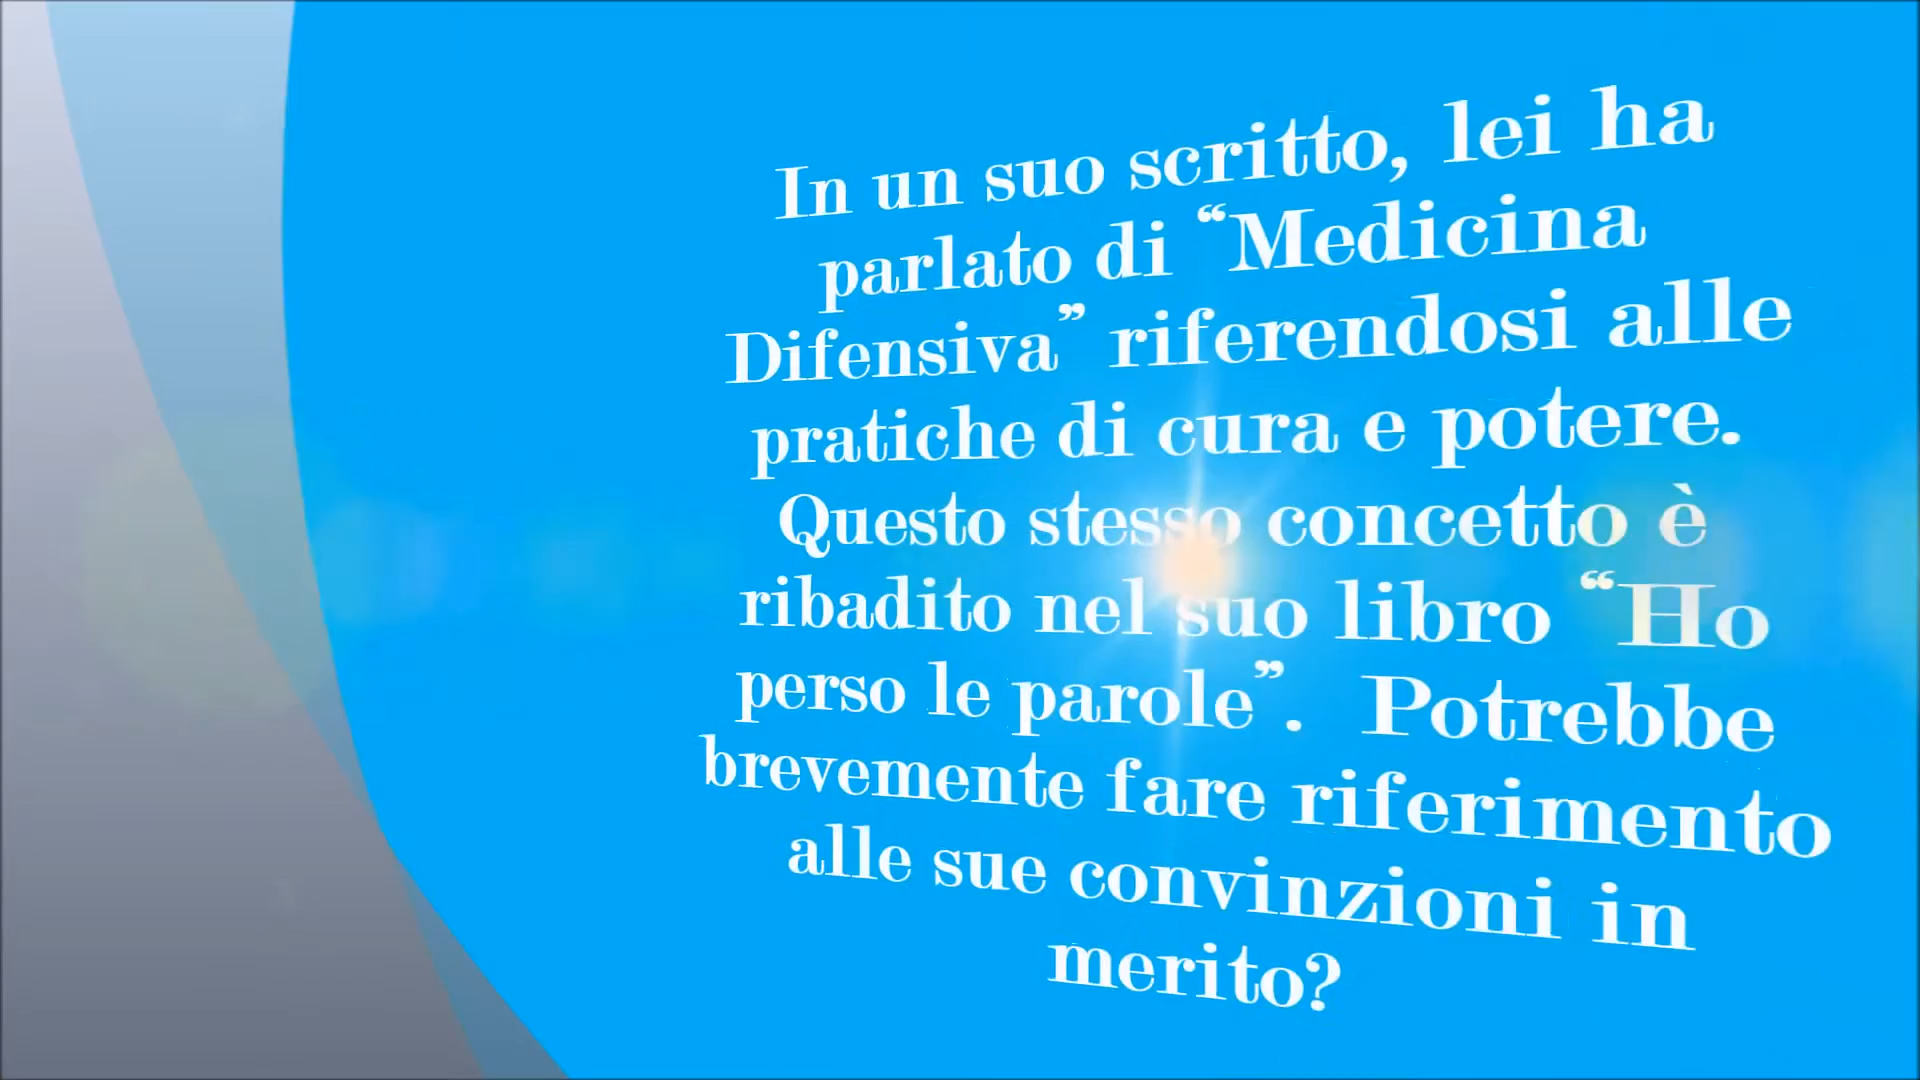 In un suo scritto, lei ha
parlato di “Medicina
Difensiva” riferendosi alle
pratiche di cura e potere.
Questo stesso concetto è
ribadito nel suo libro “Ho
perso le parole”. Potrebbe
brevemente fare riferimento
alle sue convinzioni in
merito?